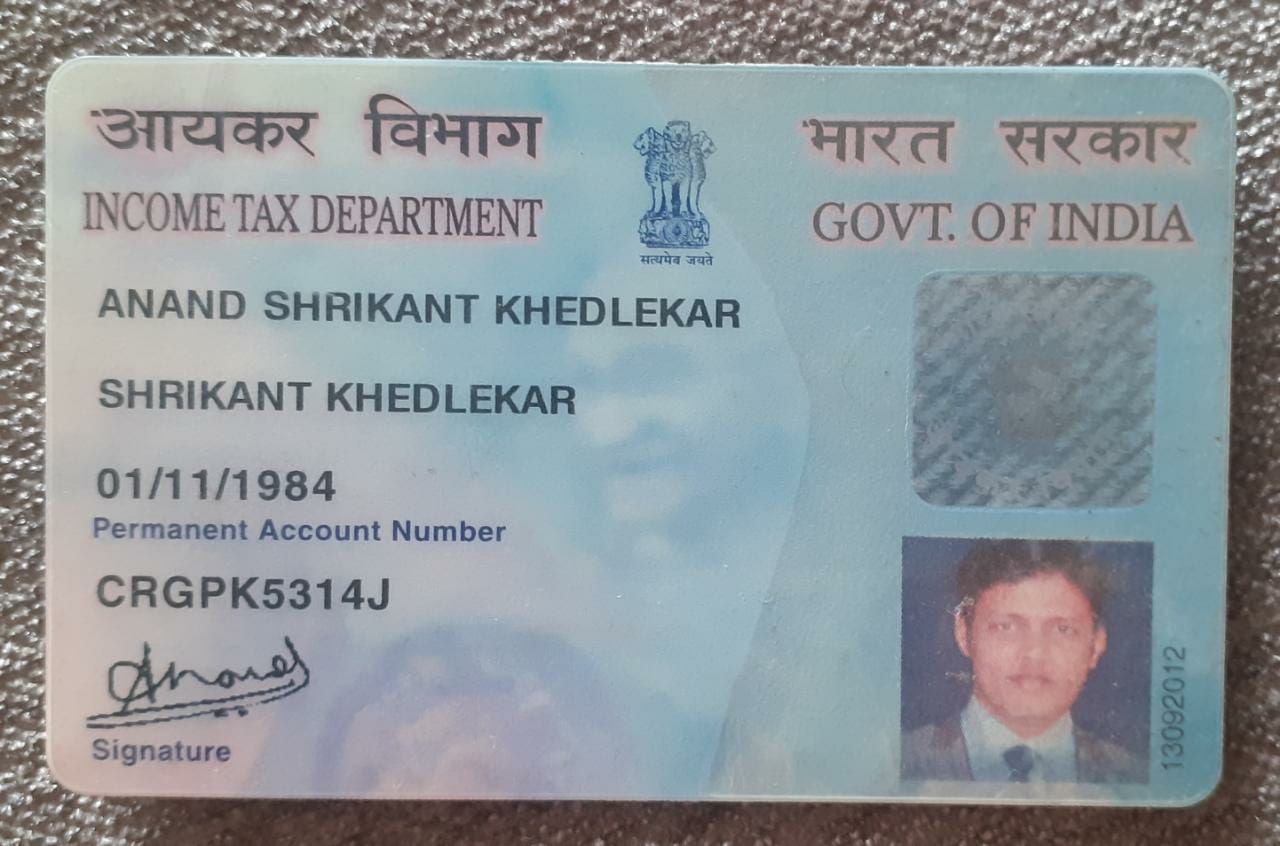 आयकर विभाग
INCOME TAX DEPARTMENT
सत्यमेव जयते
भारत सरकार
GOVT. OF INDIA
ANAND SHRIKANT KHEDLEKAR
SHRIKANT KHEDLEKAR
01/11/1984
Permanent Account Number
CRGPK5314J
Anand
Signature
13092012